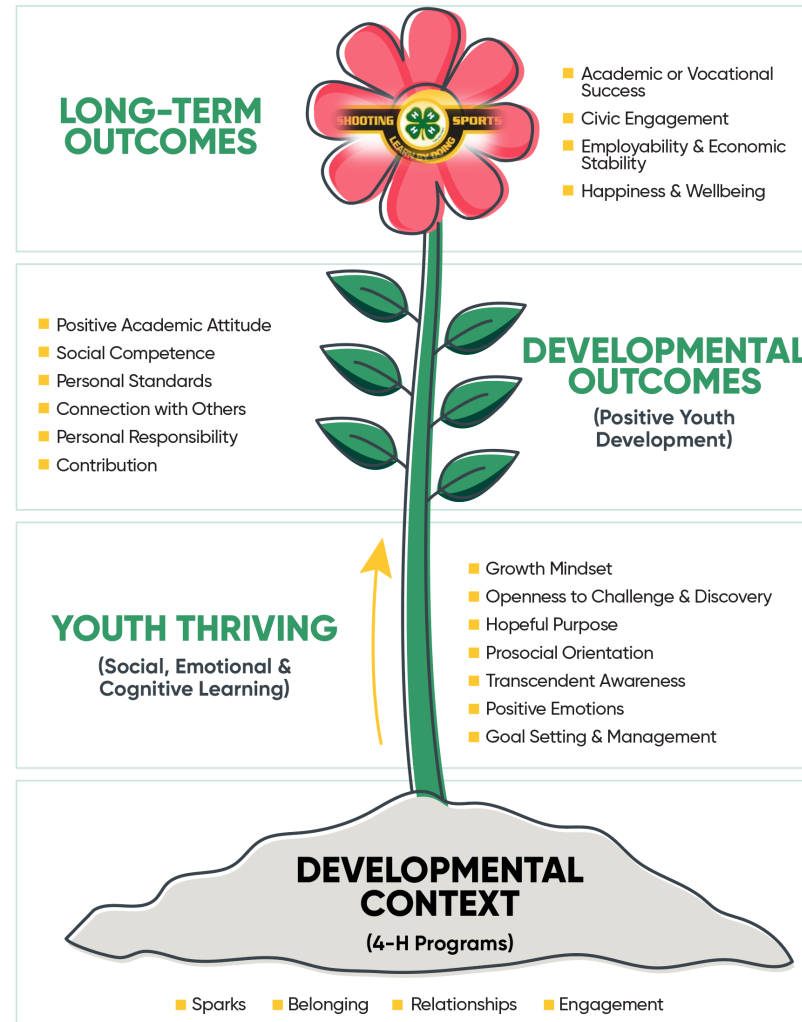 LONG-TERM
OUTCOMES
SHOOTING SPORTS
LEARN BY DOING
H H H H
Academic or Vocational
Success
Civic Engagement
Employability & Economic
Stability
Happiness & Wellbeing
Positive Academic Attitude
Social Competence
Personal Standards
Connection with Others
Personal Responsibility
Contribution
DEVELOPMENTAL
OUTCOMES
(Positive Youth
Development)
YOUTH THRIVING
(Social, Emotional &
Cognitive Learning)
Growth Mindset
Openness to Challenge & Discovery
Hopeful Purpose
Prosocial Orientation
Transcendent Awareness
Positive Emotions
Goal Setting & Management
DEVELOPMENTAL
CONTEXT
(4-H Programs)
Sparks Belonging Relationships Engagement